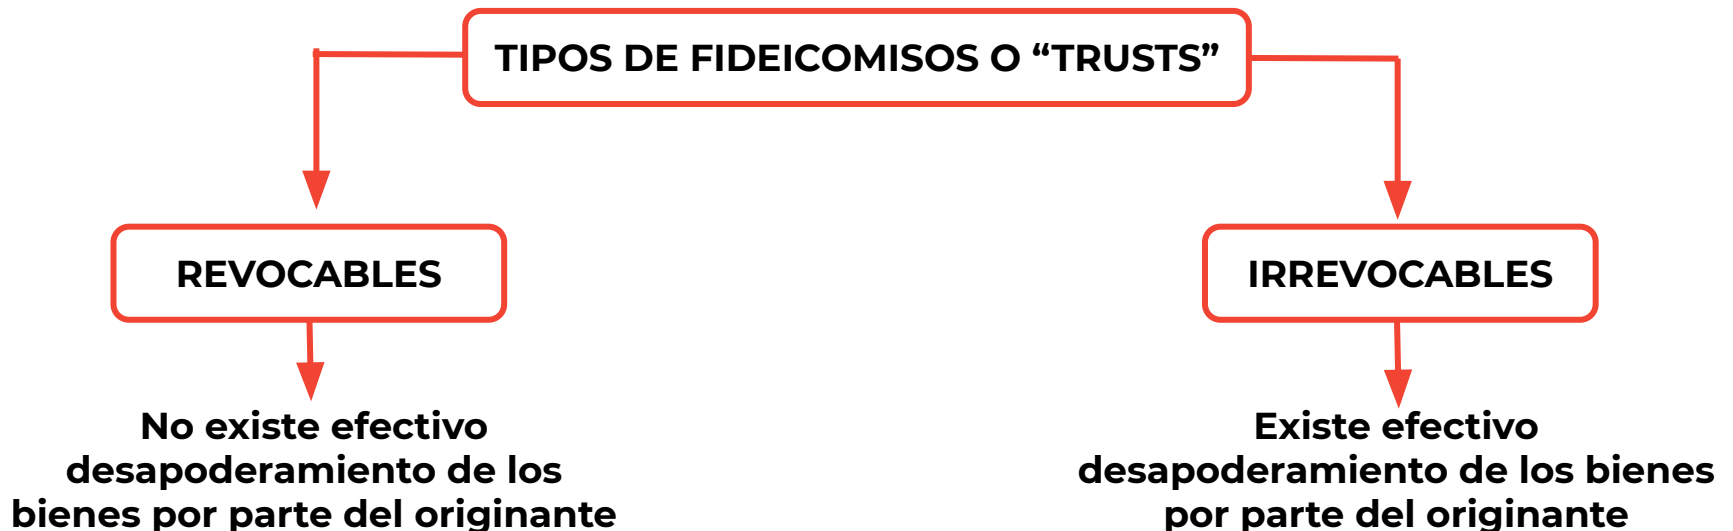 TIPOS DE FIDEICOMISOS O “TRUSTS”
REVOCABLES
IRREVOCABLES
No existe efectivo
desapoderamiento de los
bienes por parte del originante
Existe efectivo
desapoderamiento de los bienes
por parte del originante